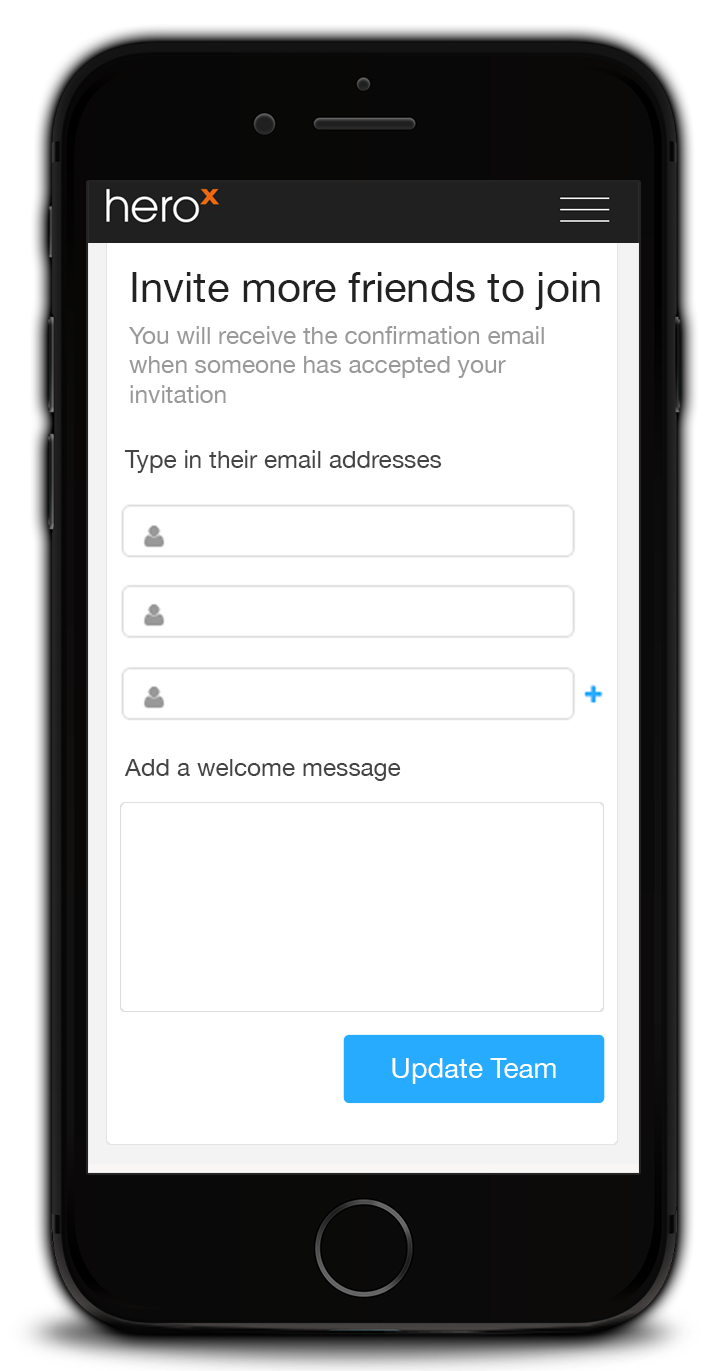 herox
Invite more friends to join
You will receive the confirmation email
when someone has accepted your
invitation
Type in their email addresses
+
Add a welcome message
Update Team